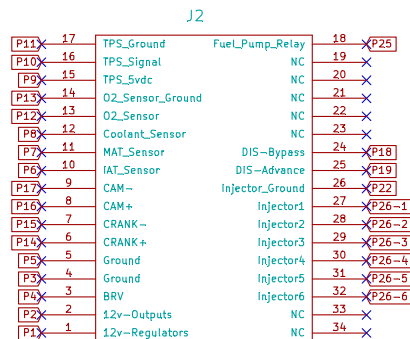 J2
P11 17 TPS_Ground Fuel_Pump_Relay 18 P25
P10 16 TPS_Signal NC 19
P9 15 TPS_5vdc NC 20
P13 14 O2_Sensor_Ground NC 21
P12 13 O2_Sensor NC 22
P8 12 Coolant_Sensor NC 23
P7 11 MAT_Sensor DIS-Bypass 24 P18
P6 10 IAT_Sensor DIS-Advance 25 P19
P17 9 CAM- Injector_Ground 26 P22
P16 8 CAM+ Injector1 27 P26-1
P15 7 CRANK- Injector2 28 P26-2
P14 6 CRANK+ Injector3 29 P26-3
P5 5 Ground Injector4 30 P26-4
P3 4 Ground Injector5 31 P26-5
P4 3 BRV Injector6 32 P26-6
P2 2 12v-Outputs NC 33
P1 1 12v-Regulators NC 34